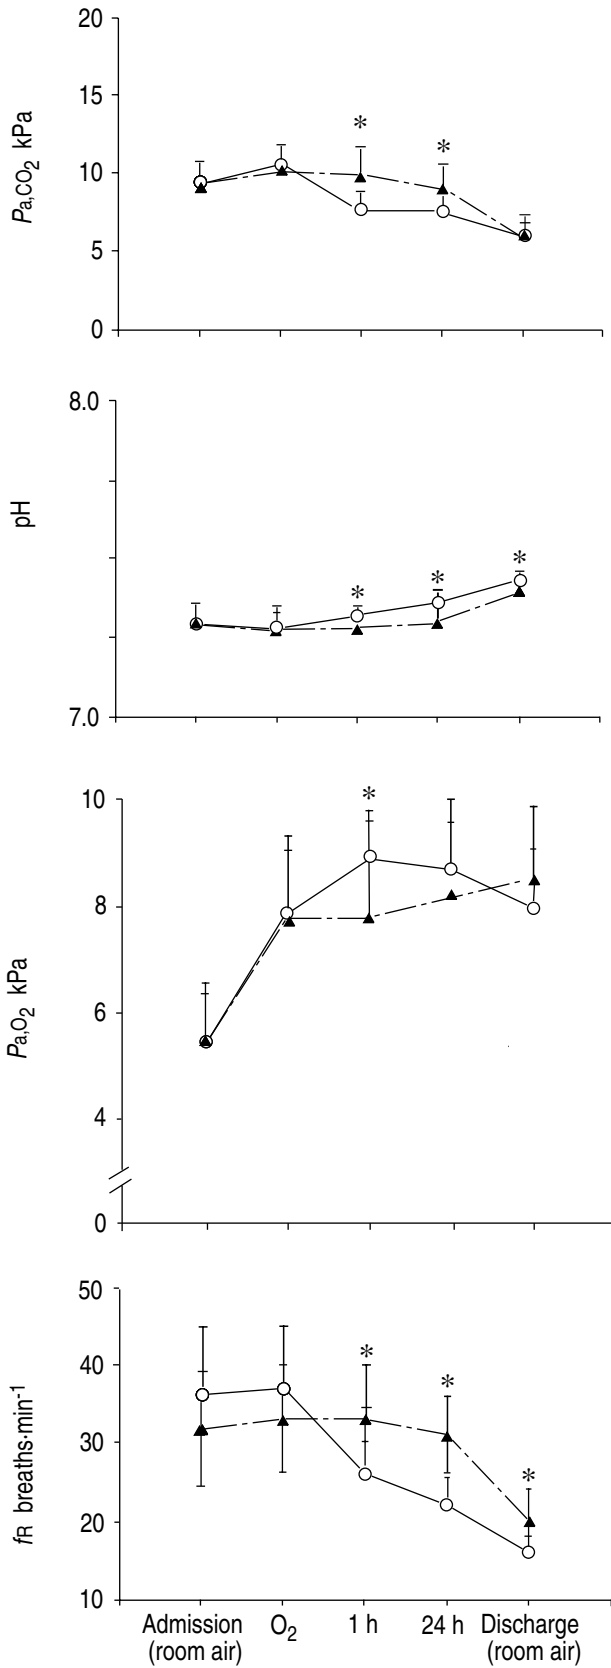 20
15
10
5
0
Pa,CO₂ kPa
* *
8.0
7.0
pH
* * *
10
8
6
4
0
Pa,O₂ kPa
*
50
40
30
20
10
fR breaths·min⁻¹
* * *
Admission O₂ 1 h 24 h Discharge
(room air) (room air)